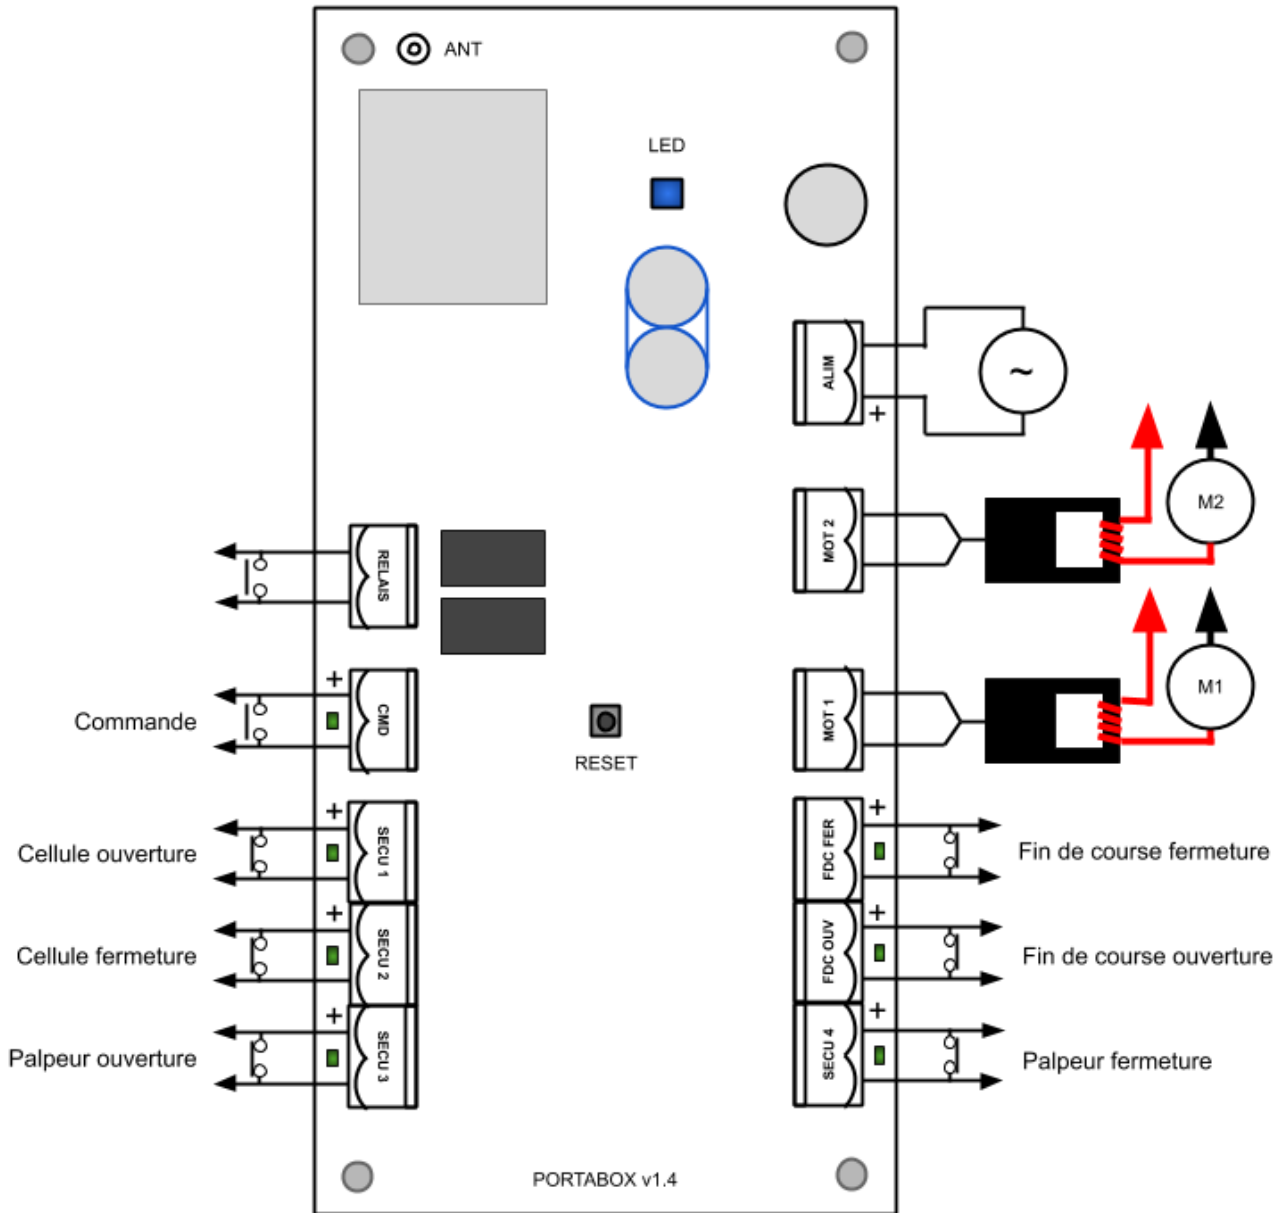 ANT
LED
ALIM
~
+
MOT 2
M2
RELAIS
MOT 1
M1
+
Commande
CMD
RESET
+
Cellule ouverture
SECU 1
+
FDC FER
Fin de course fermeture
+
Cellule fermeture
SECU 2
+
FDC OUV
Fin de course ouverture
+
Palpeur ouverture
SECU 3
+
SECU 4
Palpeur fermeture
PORTABOX v1.4